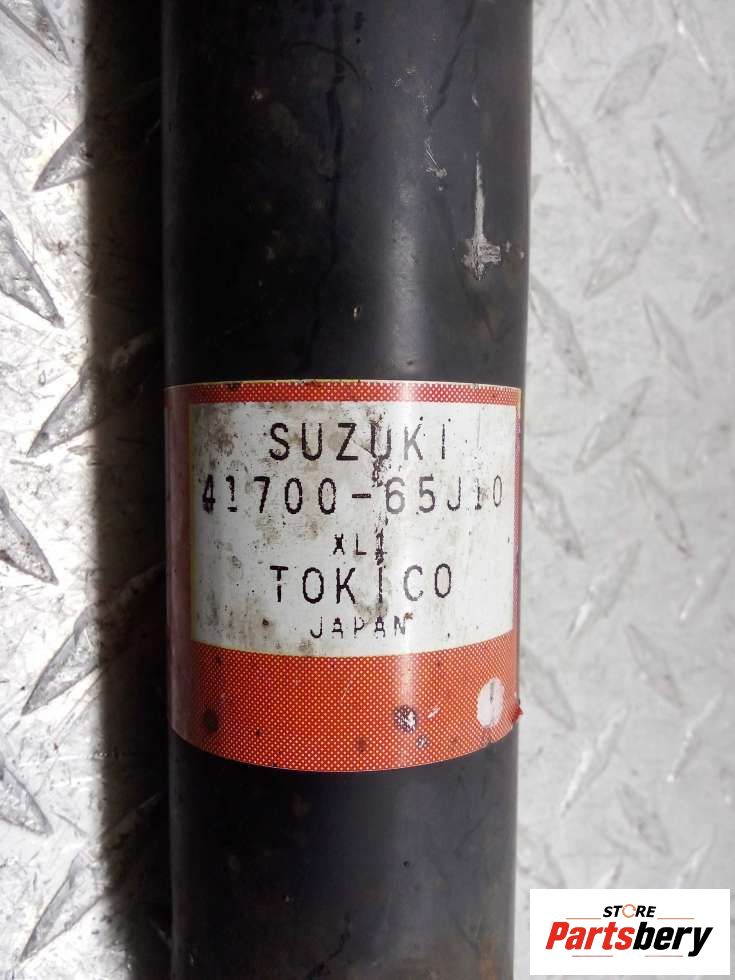 SUZUKI
41700-65J10
XL1
TOKICO
JAPAN
STORE
Partsbery